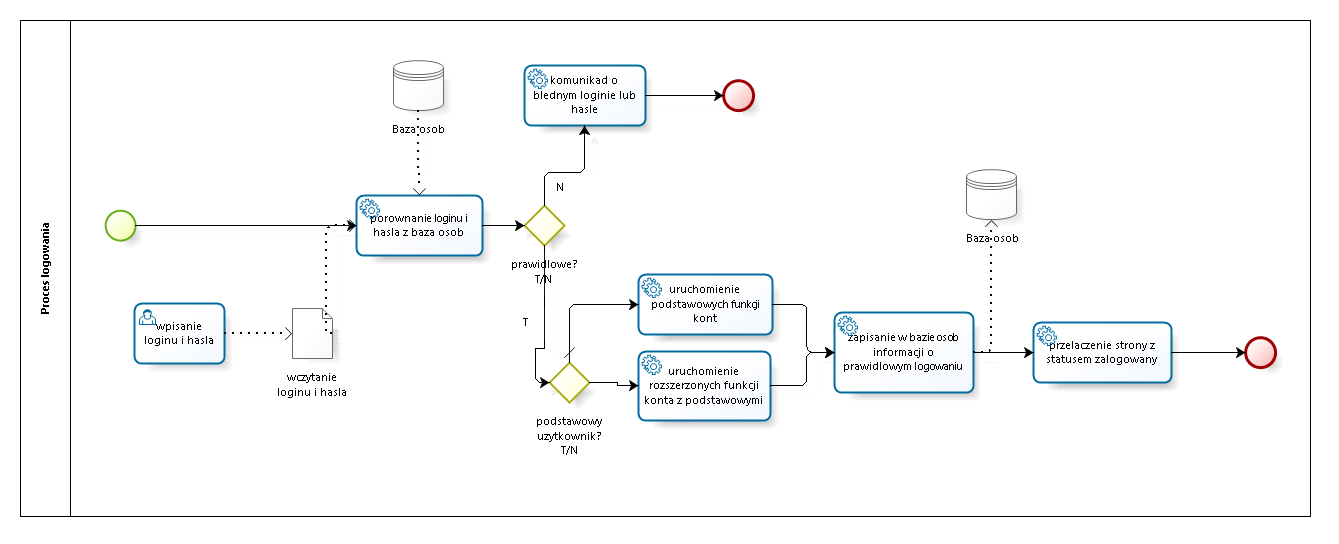 Proces logowania
Baza osob
komunikad o
blednym loginie lub
hasle
N
porownanie loginu i
hasla z baza osob
prawidlowe?
T/N
Baza osob
wpisanie
loginu i hasla
wczytanie
loginu i hasla
T
uruchomienie
podstawowych funkcji
kont
podstawowy
uzytkownik?
T/N
uruchomienie
rozszerzonych funkcji
konta z podstawowymi
zapisanie w bazie osob
informacji o
prawidlowym logowaniu
przelaczenie strony z
statusem zalogowany